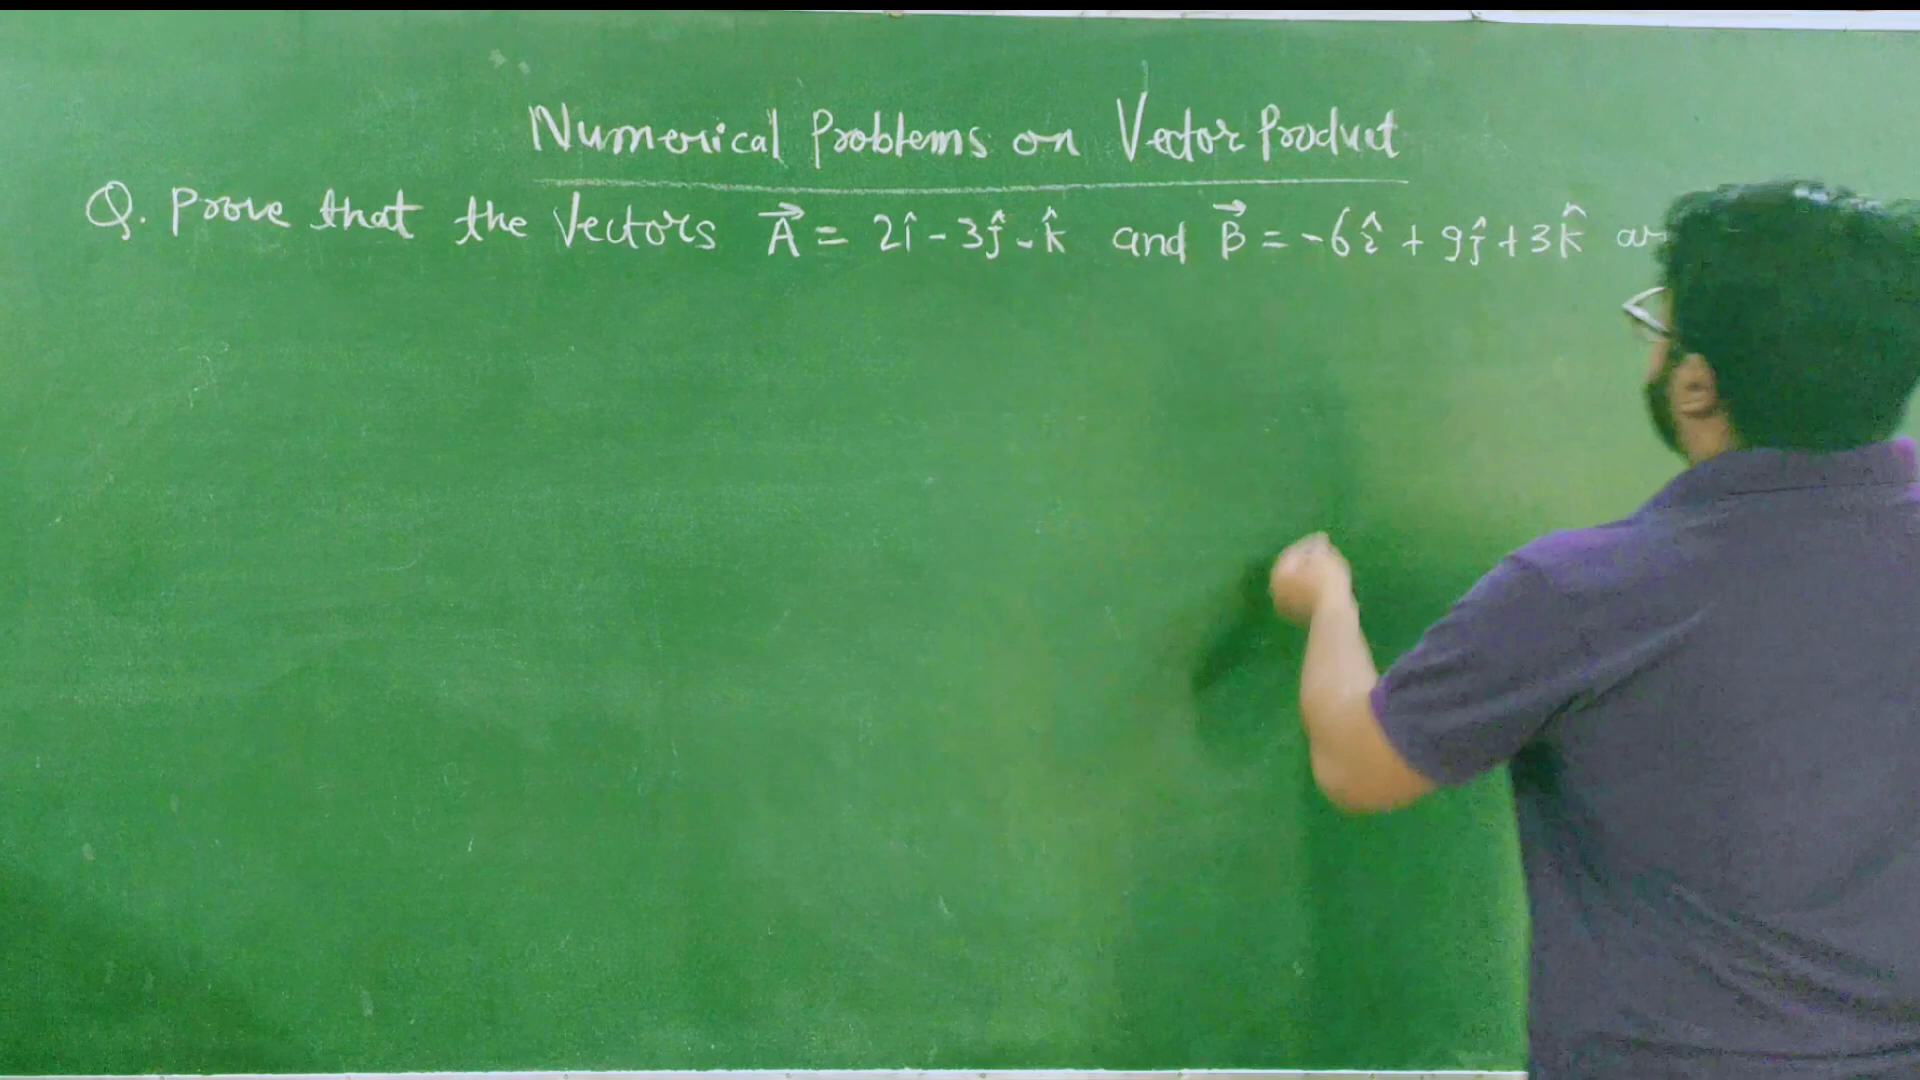 Numerical Problems on Vector Product
Q. Prove that the Vectors A⃗ = 2î - 3ĵ - k̂ and B⃗ = -6î + 9ĵ + 3k̂